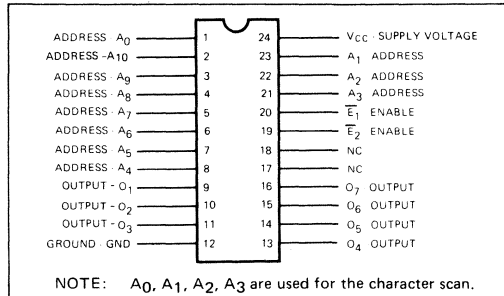 ADDRESS · A₀ 1 24 V_CC · SUPPLY VOLTAGE
ADDRESS -A₁₀ 2 23 A₁ ADDRESS
ADDRESS · A₉ 3 22 A₂ ADDRESS
ADDRESS · A₈ 4 21 A₃ ADDRESS
ADDRESS · A₇ 5 20 E̅₁ ENABLE
ADDRESS · A₆ 6 19 E̅₂ ENABLE
ADDRESS · A₅ 7 18 NC
ADDRESS · A₄ 8 17 NC
OUTPUT - O₁ 9 16 O₇ OUTPUT
OUTPUT - O₂ 10 15 O₆ OUTPUT
OUTPUT - O₃ 11 14 O₅ OUTPUT
GROUND · GND 12 13 O₄ OUTPUT
NOTE: A₀, A₁, A₂, A₃ are used for the character scan.